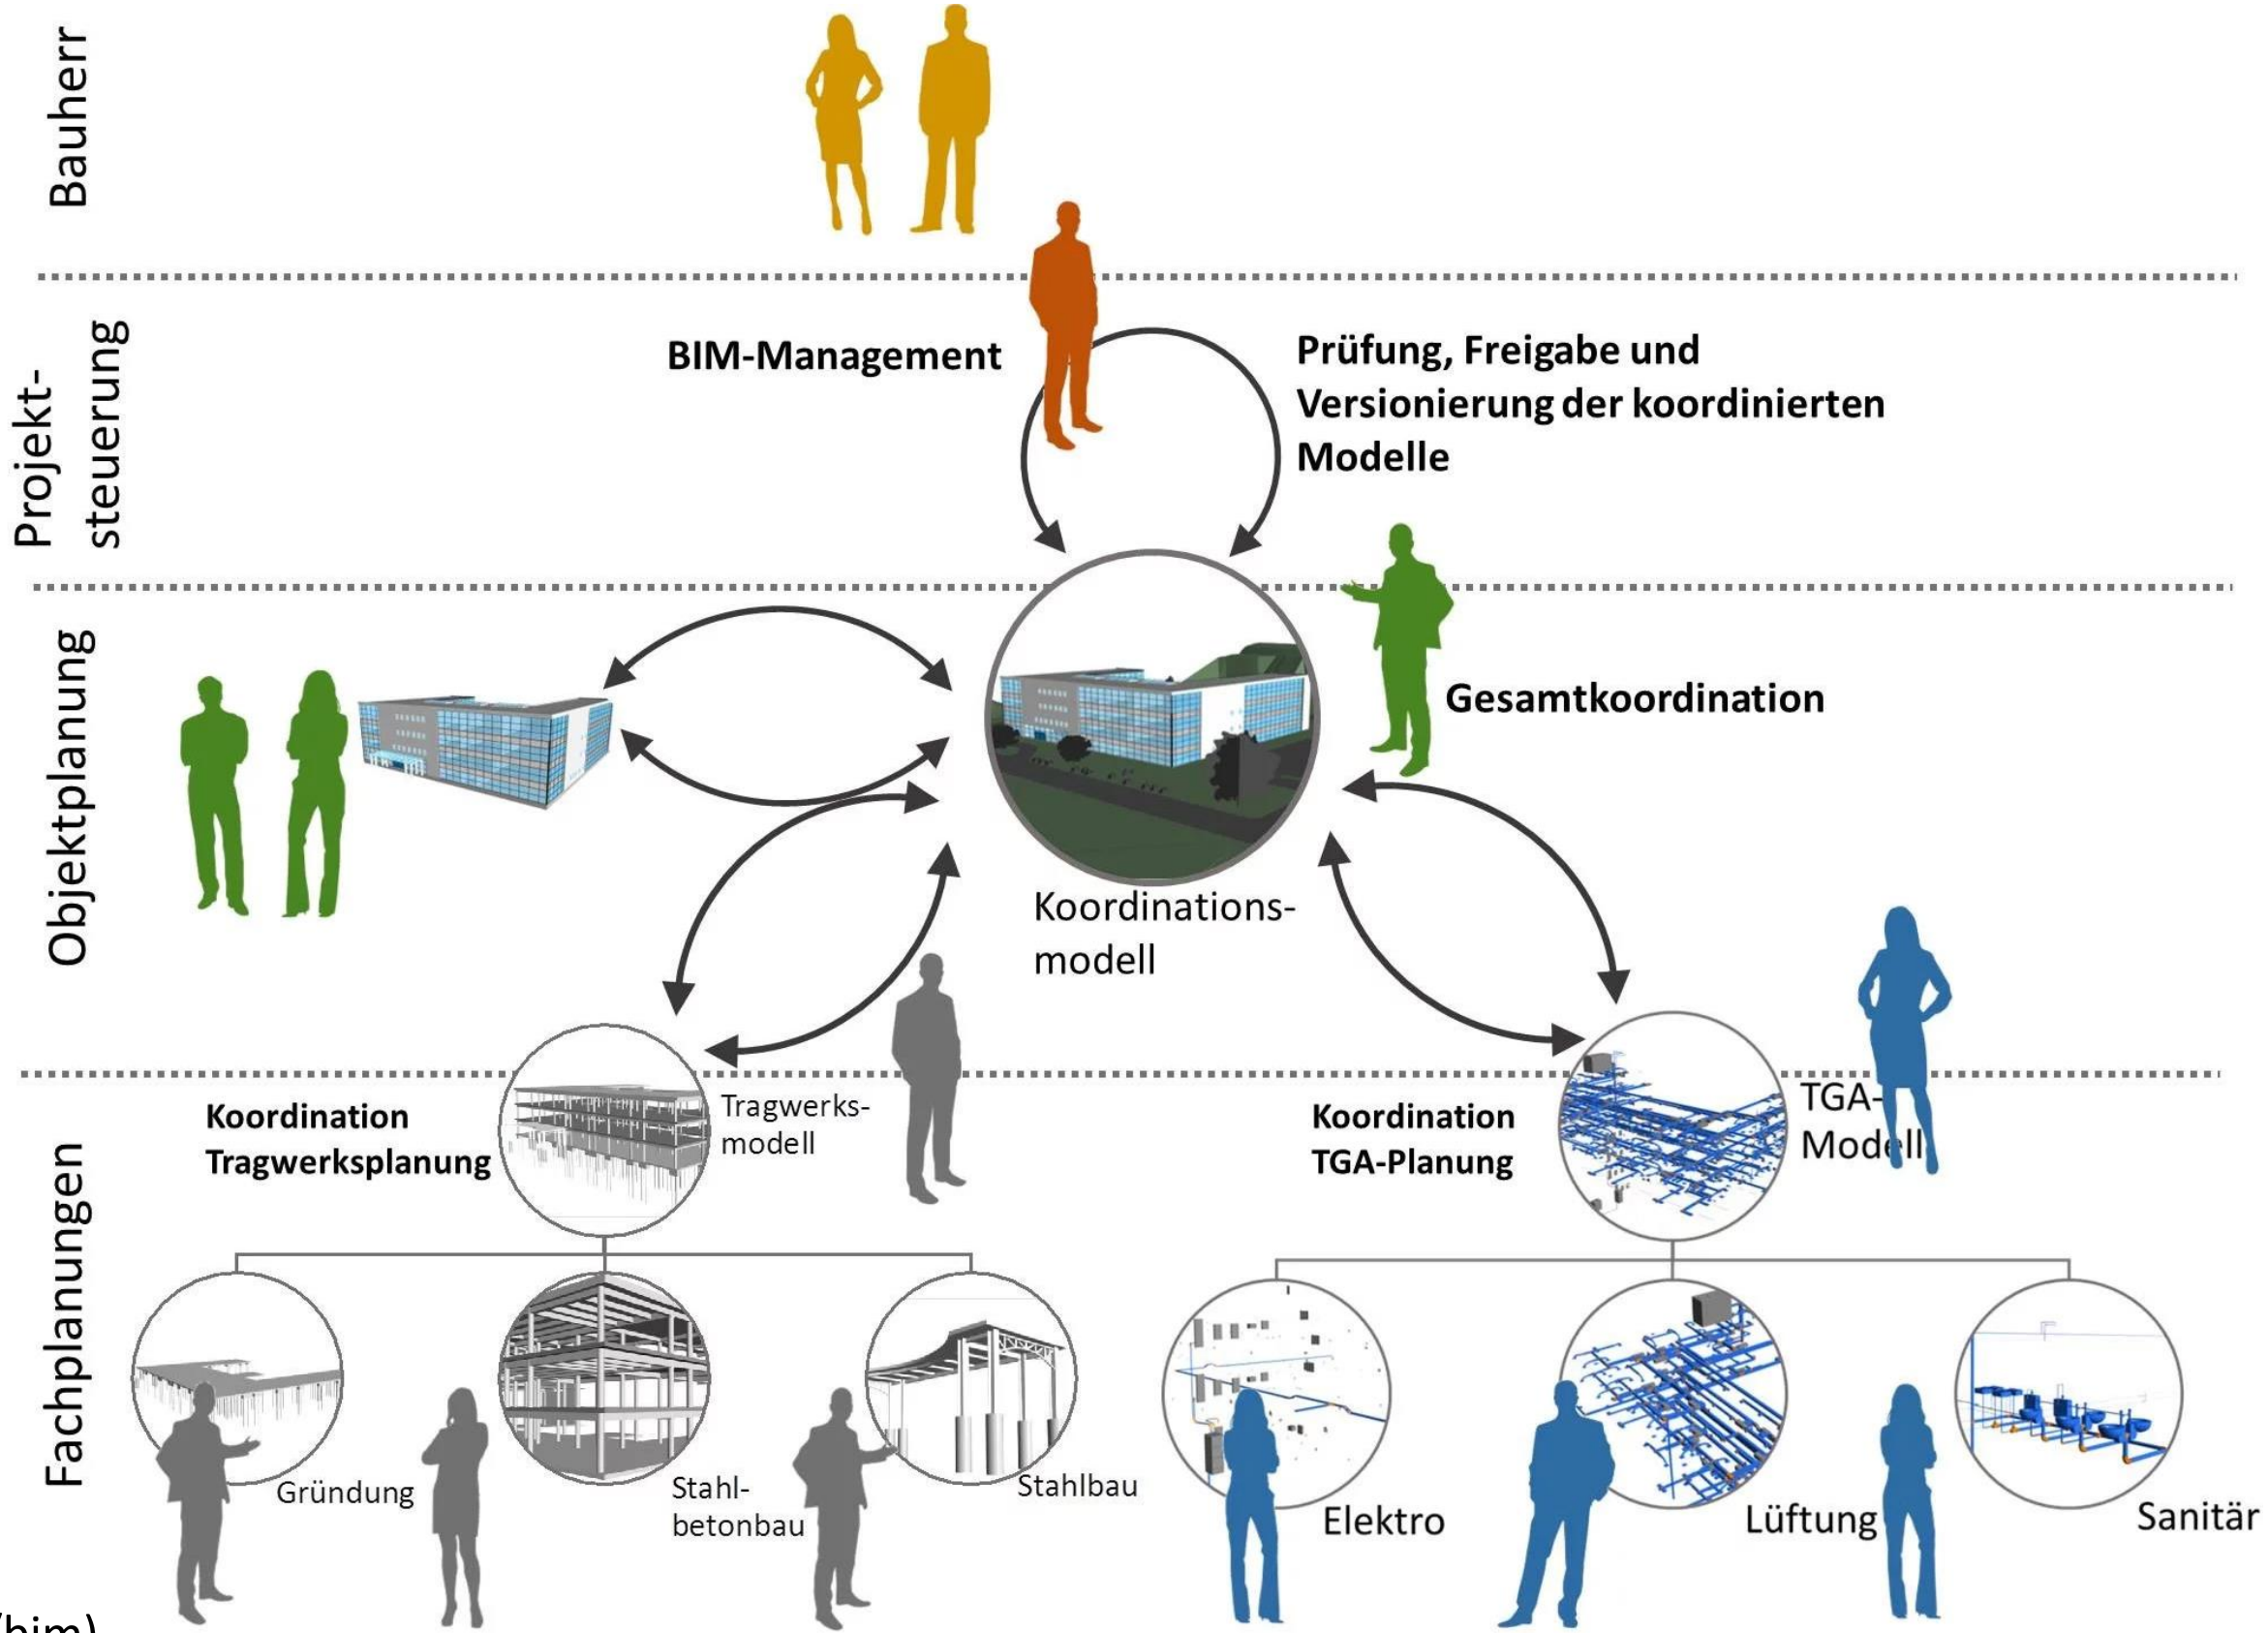 Bauherr
Projekt-
steuerung
BIM-Management
Prüfung, Freigabe und
Versionierung der koordinierten
Modelle
Objektplanung
Gesamtkoordination
Koordinations-
modell
Fachplanungen
Koordination
Tragwerksplanung
Tragwerks-
modell
Koordination
TGA-Planung
TGA-
Modell
Gründung
Stahl-
betonbau
Stahlbau
Elektro
Lüftung
Sanitär
/bim)